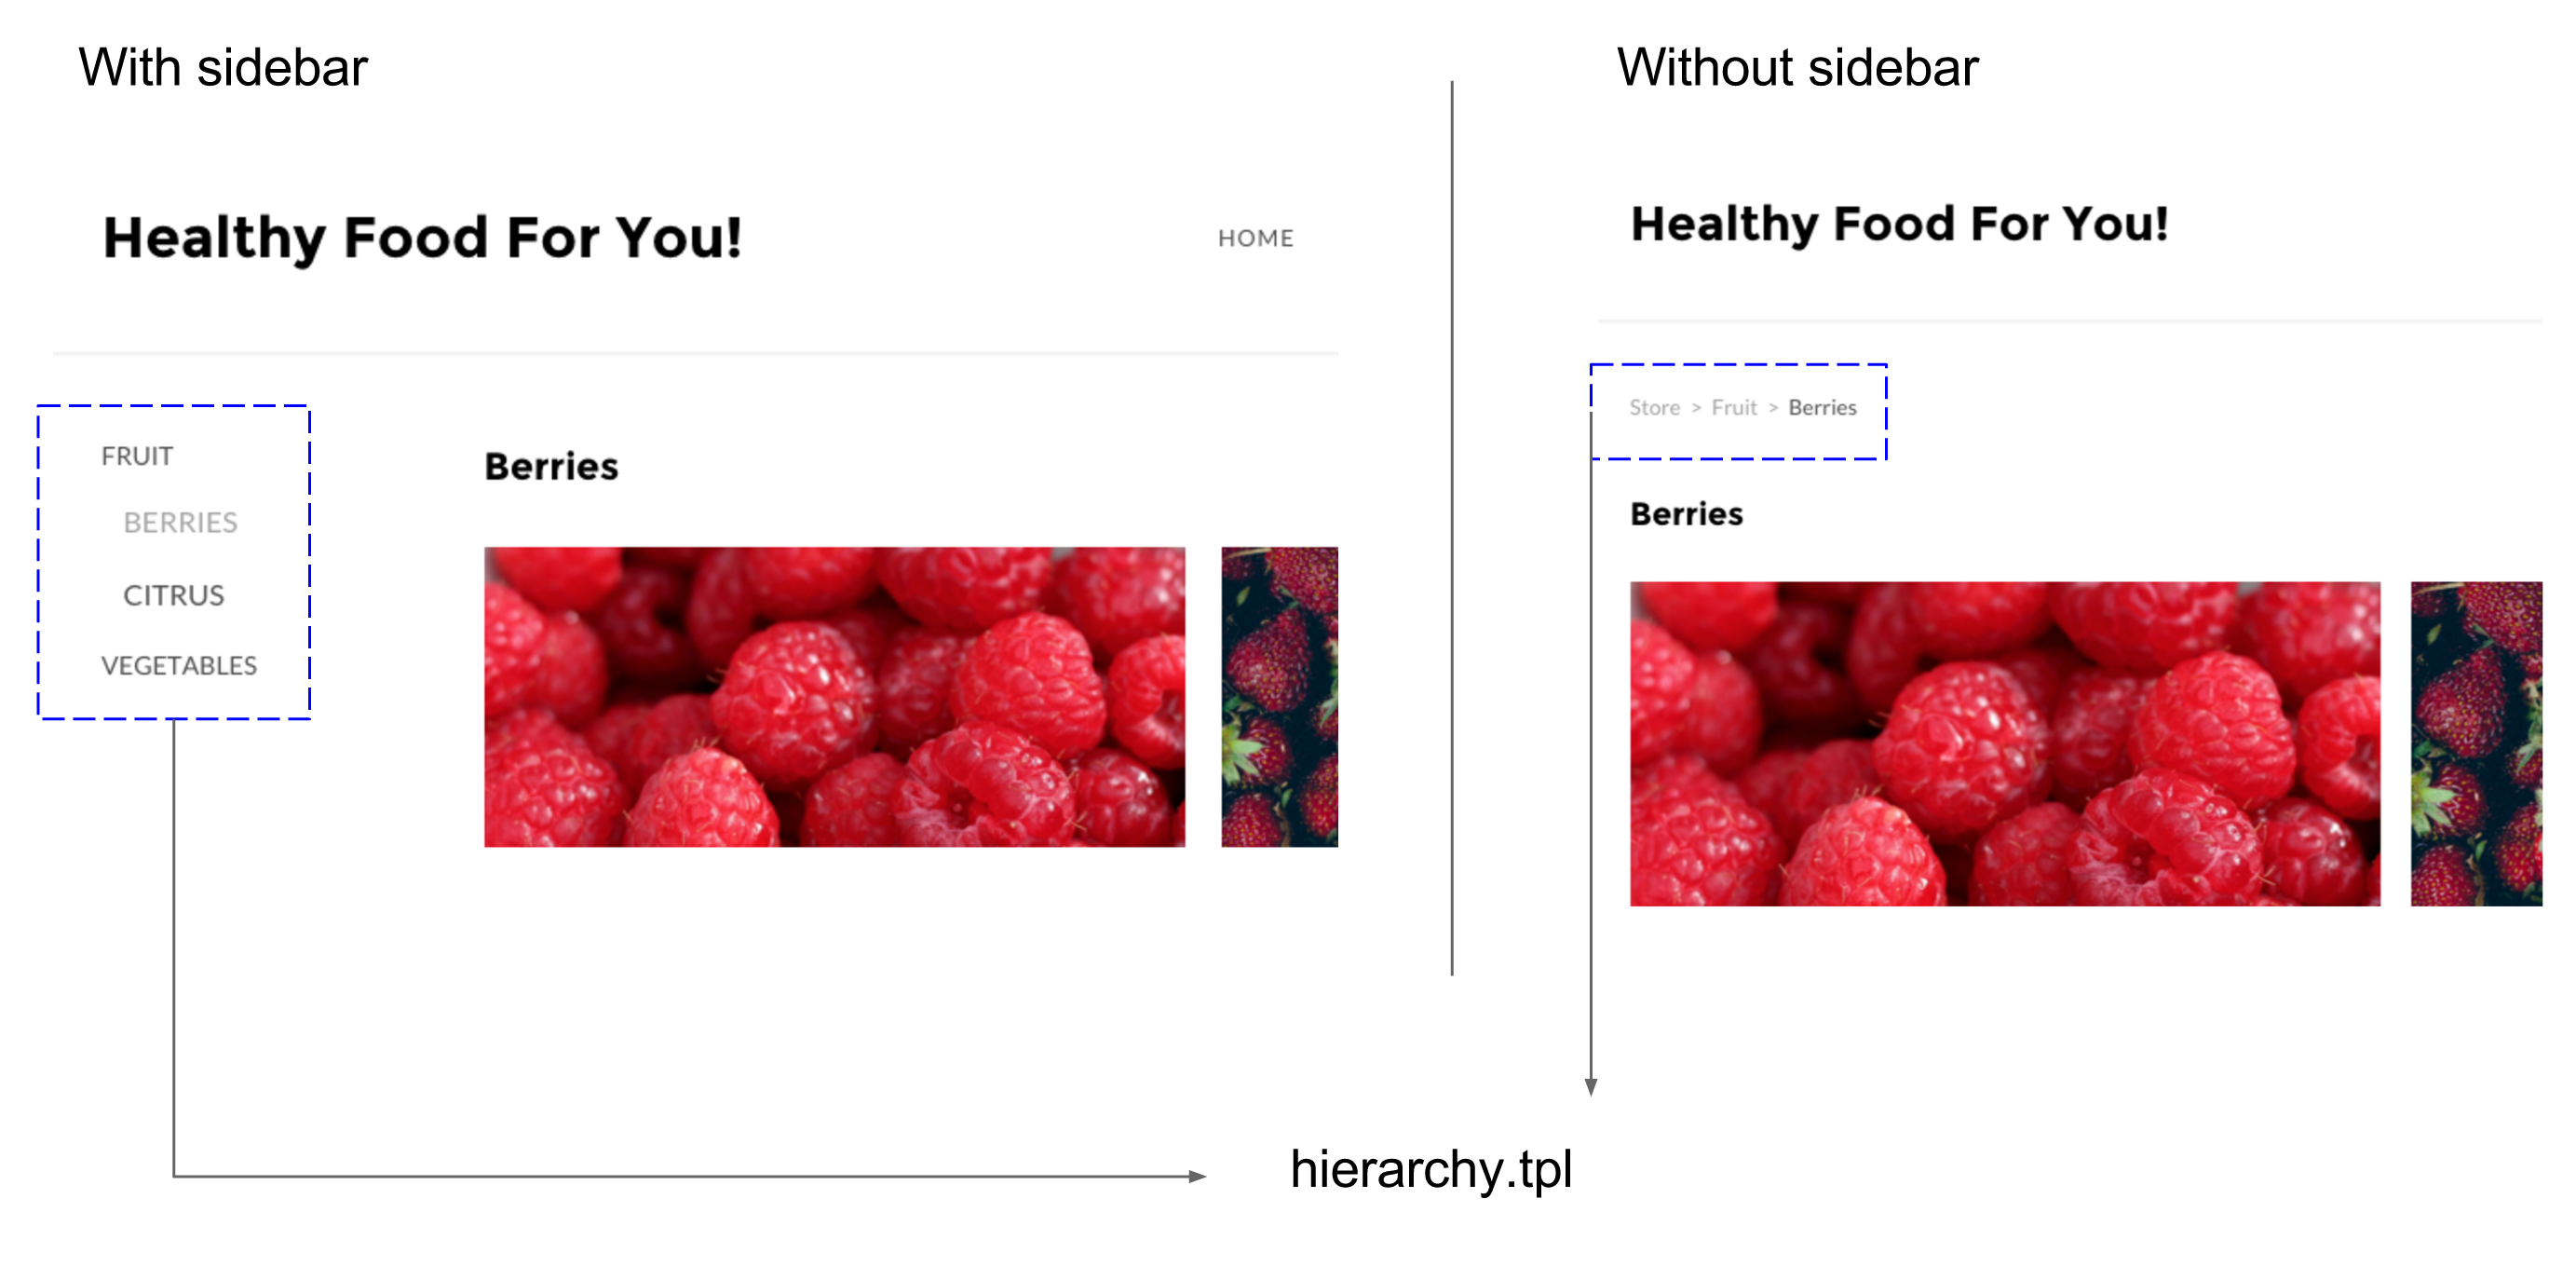 With sidebar
Healthy Food For You!
HOME
FRUIT
BERRIES
CITRUS
VEGETABLES
Berries
Without sidebar
Healthy Food For You!
Store > Fruit > Berries
Berries
hierarchy.tpl